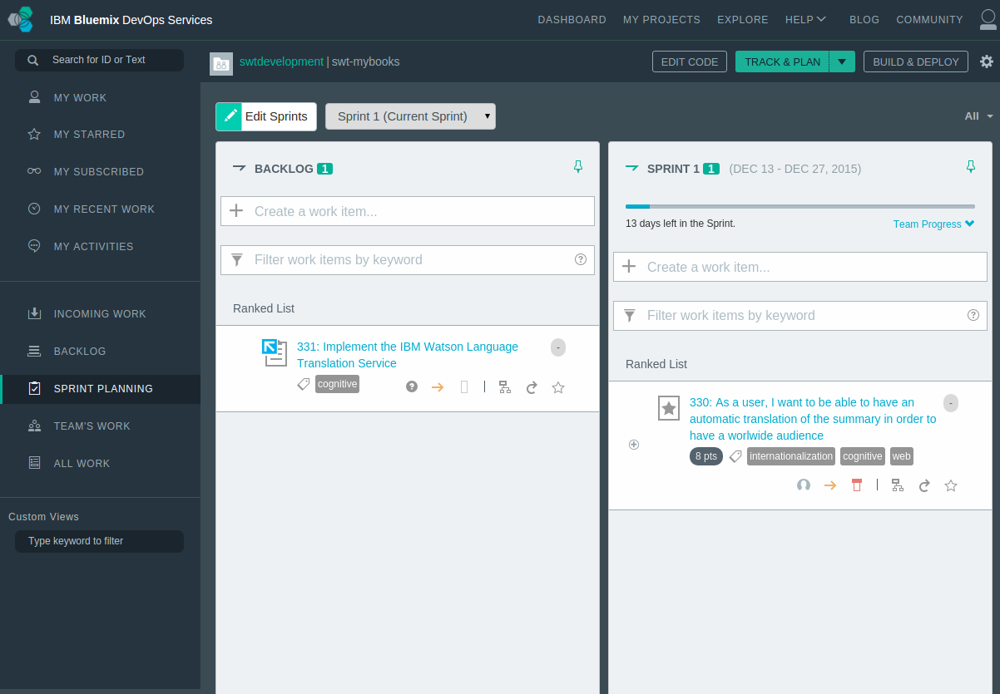 IBM Bluemix DevOps Services
DASHBOARD MY PROJECTS EXPLORE HELP BLOG COMMUNITY
Search for ID or Text
MY WORK
MY STARRED
MY SUBSCRIBED
MY RECENT WORK
MY ACTIVITIES
INCOMING WORK
BACKLOG
SPRINT PLANNING
TEAM'S WORK
ALL WORK
Custom Views
Type keyword to filter
swtdevelopment | swt-mybooks
EDIT CODE TRACK & PLAN BUILD & DEPLOY
Edit Sprints Sprint 1 (Current Sprint) All
BACKLOG 1
Create a work item...
Filter work items by keyword ?
Ranked List
331: Implement the IBM Watson Language
Translation Service
-
cognitive
?
SPRINT 1 1 (DEC 13 - DEC 27, 2015)
13 days left in the Sprint. Team Progress
Create a work item...
Filter work items by keyword ?
Ranked List
330: As a user, I want to be able to have an
automatic translation of the summary in order to
have a worlwide audience
-
8 pts internationalization cognitive web